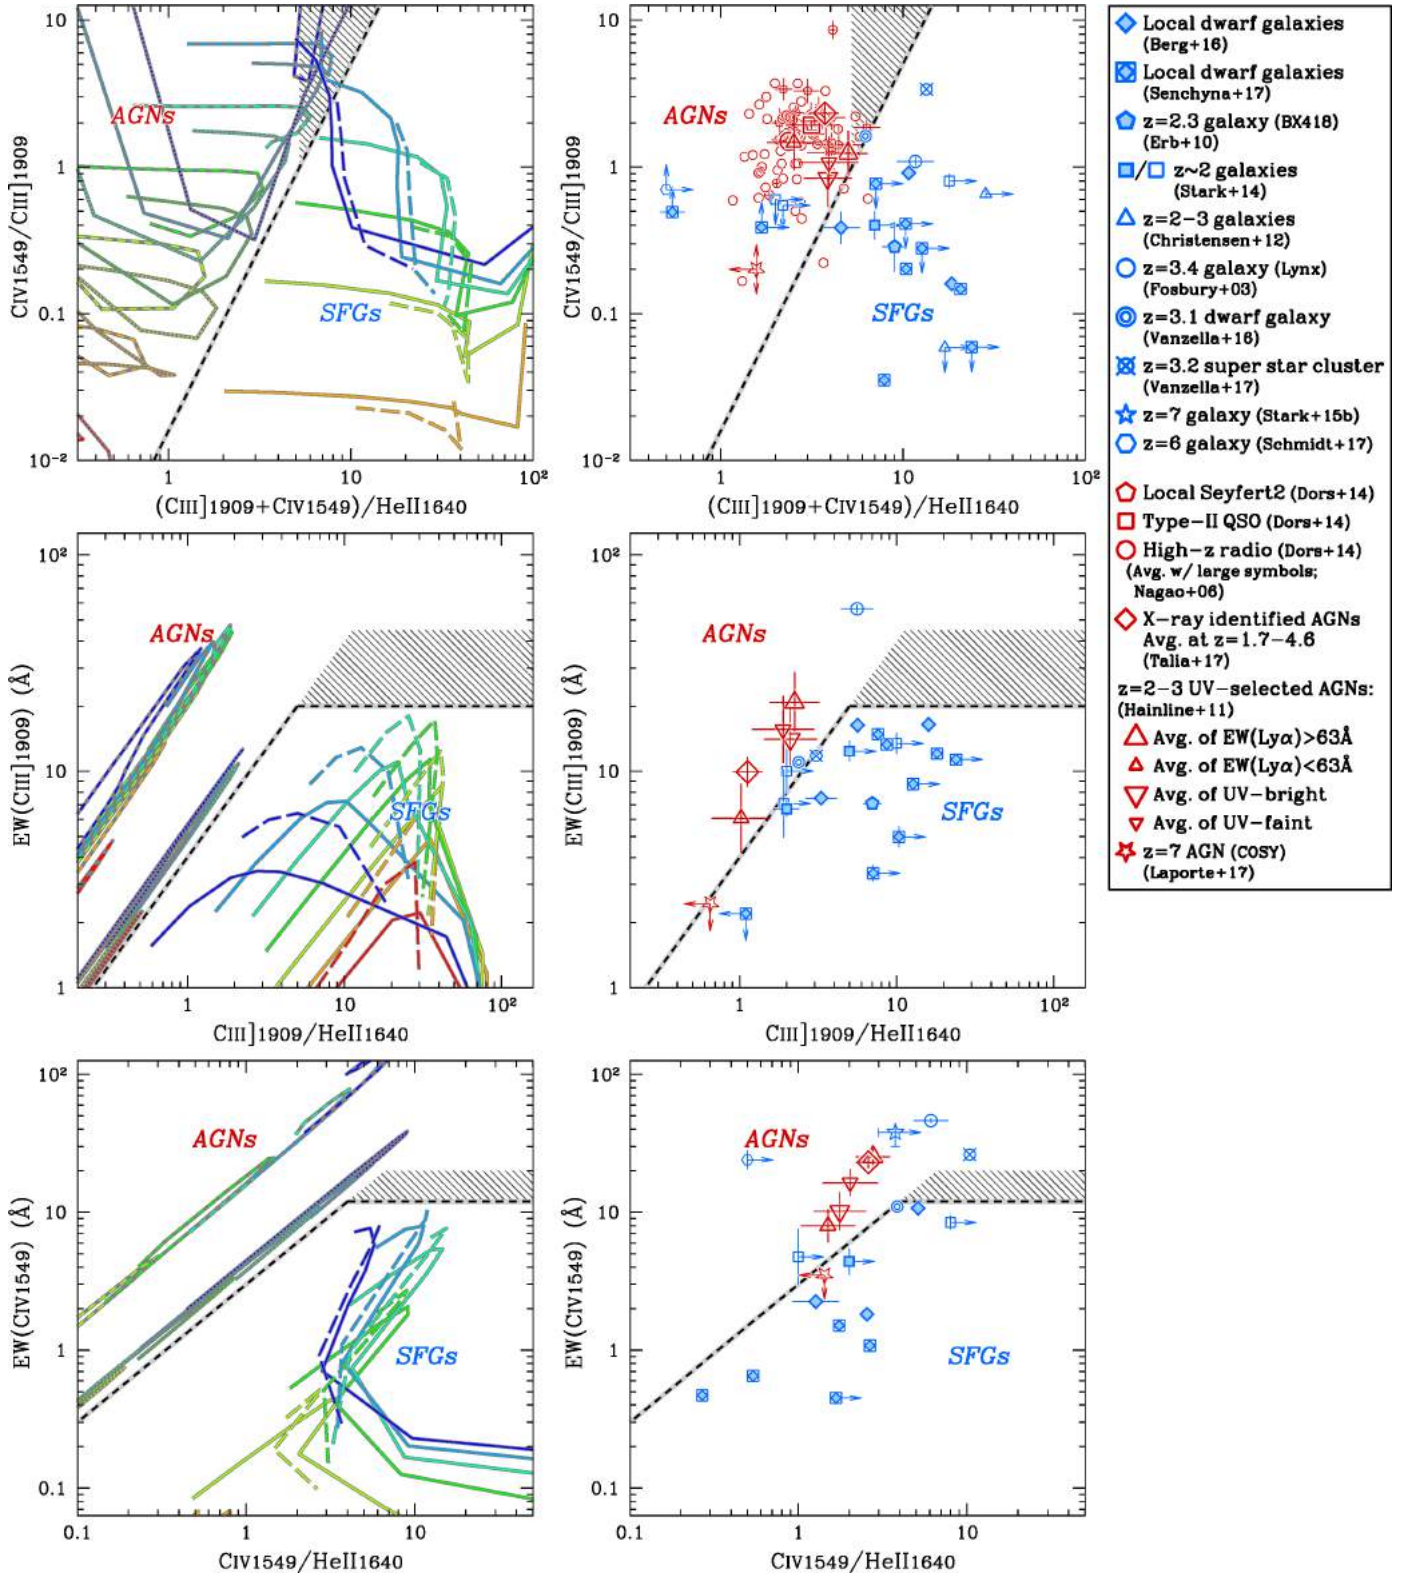 10
1
0.1
10⁻²
CIV1549/CIII]1909
AGNs
SFGs
1
10
10²
(CIII]1909+CIV1549)/HeII1640
10
1
0.1
10⁻²
CIV1549/CIII]1909
AGNs
SFGs
1
10
10²
(CIII]1909+CIV1549)/HeII1640
Local dwarf galaxies
(Berg+16)
Local dwarf galaxies
(Senchyna+17)
z=2.3 galaxy (BX418)
(Erb+10)
/ z~2 galaxies
(Stark+14)
z=2-3 galaxies
(Christensen+12)
z=3.4 galaxy (Lynx)
(Fosbury+03)
z=3.1 dwarf galaxy
(Vanzella+16)
z=3.2 super star cluster
(Vanzella+17)
z=7 galaxy (Stark+15b)
z=6 galaxy (Schmidt+17)
Local Seyfert2 (Dors+14)
Type-II QSO (Dors+14)
High-z radio (Dors+14)
(Avg. w/ large symbols;
Nagao+06)
X-ray identified AGNs
Avg. at z=1.7-4.6
(Talia+17)
z=2-3 UV-selected AGNs:
(Hainline+11)
Avg. of EW(Lyα)>63Å
Avg. of EW(Lyα)<63Å
Avg. of UV-bright
Avg. of UV-faint
z=7 AGN (COSY)
(Laporte+17)
10²
10
1
EW(CIII]1909) (Å)
AGNs
SFGs
1
10
10²
CIII]1909/HeII1640
10²
10
1
EW(CIII]1909) (Å)
AGNs
SFGs
1
10
10²
CIII]1909/HeII1640
10²
10
1
0.1
EW(CIV1549) (Å)
AGNs
SFGs
0.1
1
10
CIV1549/HeII1640
10²
10
1
0.1
EW(CIV1549) (Å)
AGNs
SFGs
0.1
1
10
CIV1549/HeII1640